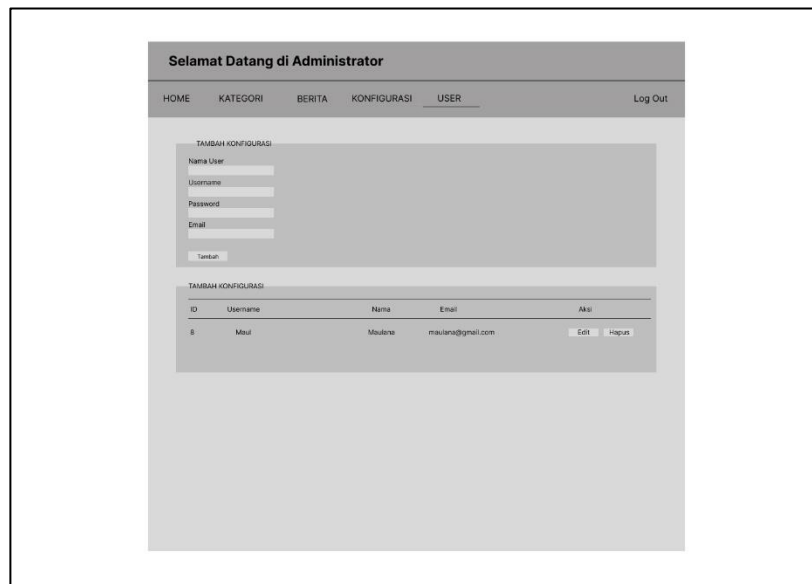 Selamat Datang di Administrator
HOME KATEGORI BERITA KONFIGURASI USER Log Out
TAMBAH KONFIGURASI
Nama User
Username
Password
Email
Tambah
TAMBAH KONFIGURASI
ID Username Nama Email Aksi
8 Maul Maulana maulana@gmail.com Edit Hapus